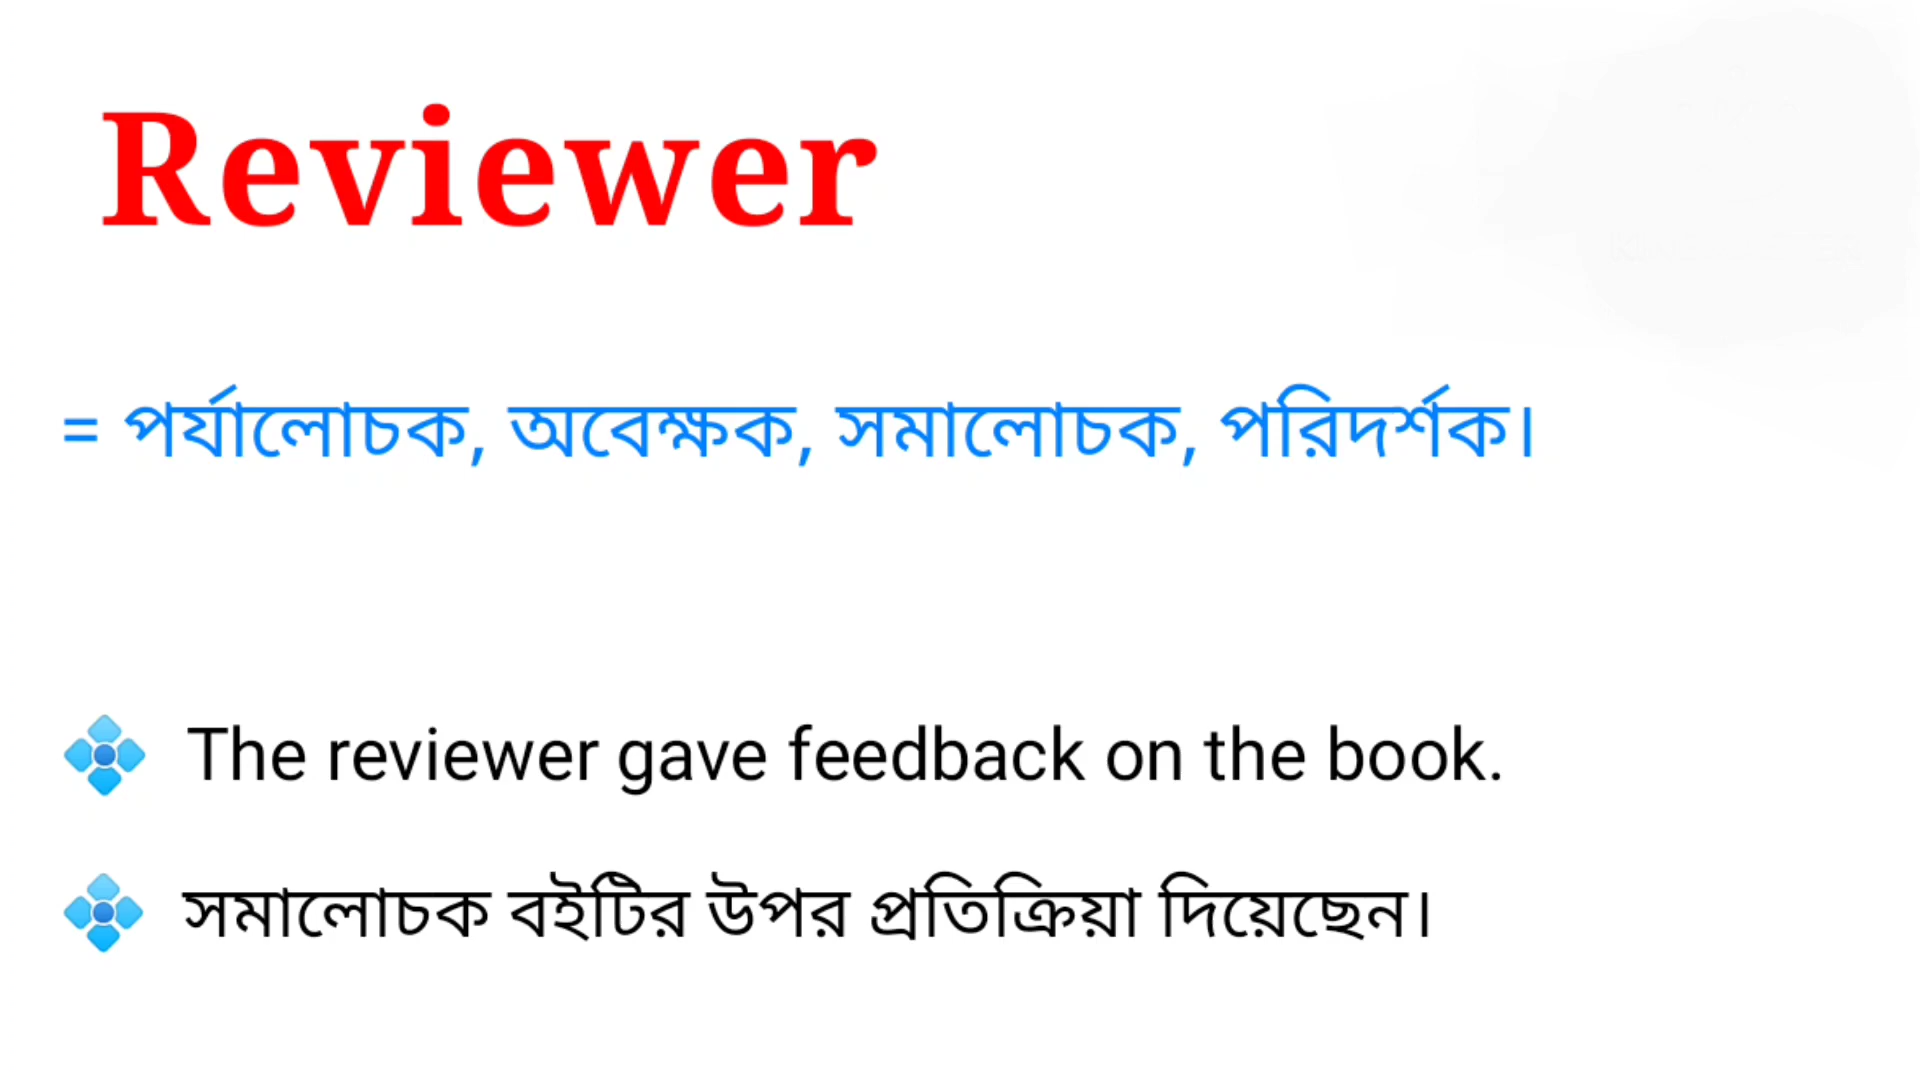 Reviewer
= পর্যালোচক, অবেক্ষক, সমালোচক, পরিদর্শক।
The reviewer gave feedback on the book.
সমালোচক বইটির উপর প্রতিক্রিয়া দিয়েছেন।